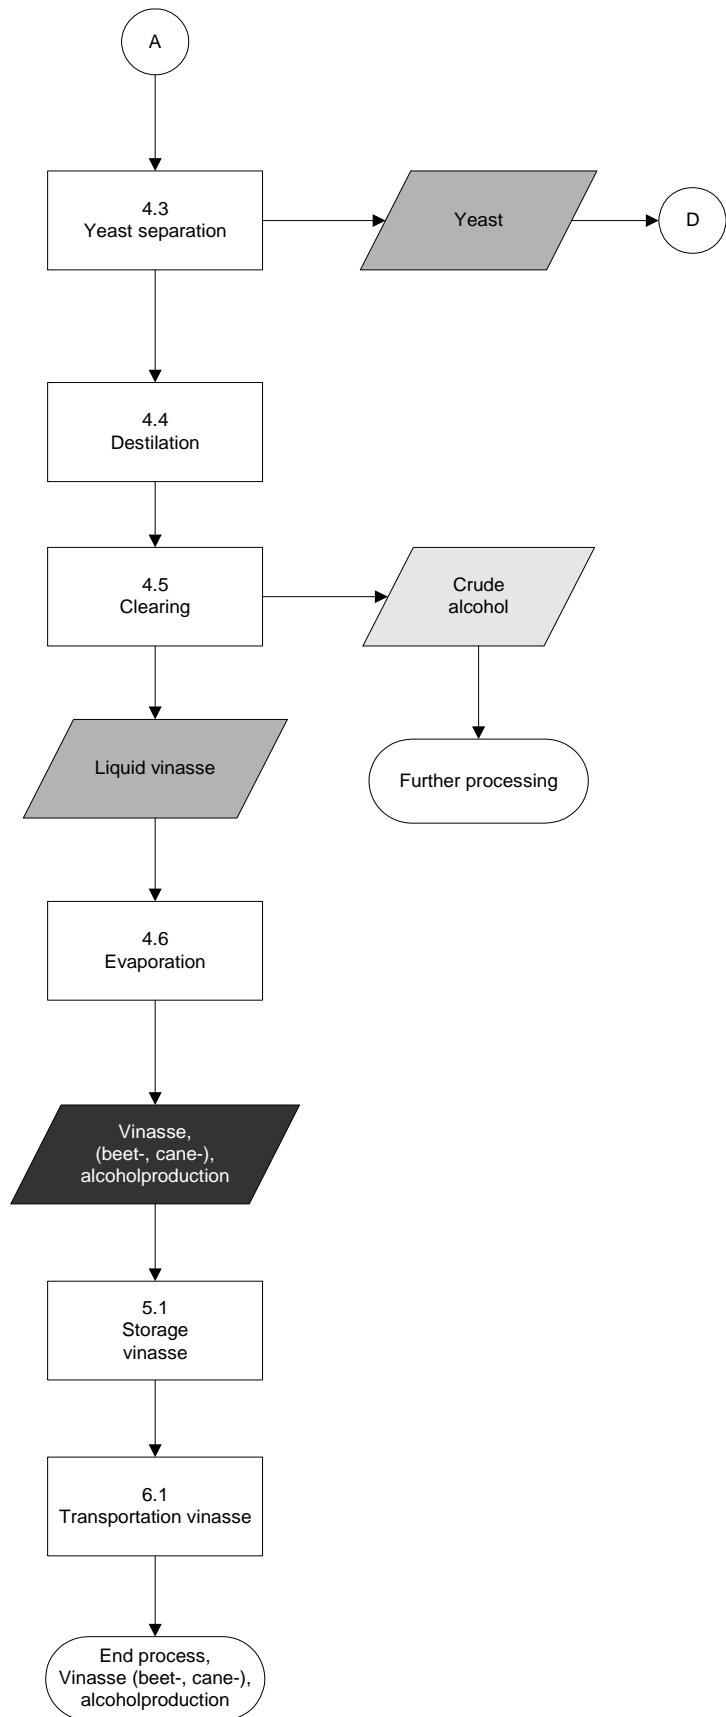 A
4.3
Yeast separation
Yeast
D
4.4
Destilation
4.5
Clearing
Crude
alcohol
Liquid vinasse
Further processing
4.6
Evaporation
Vinasse,
(beet-, cane-),
alcoholproduction
5.1
Storage
vinasse
6.1
Transportation vinasse
End process,
Vinasse (beet-, cane-),
alcoholproduction